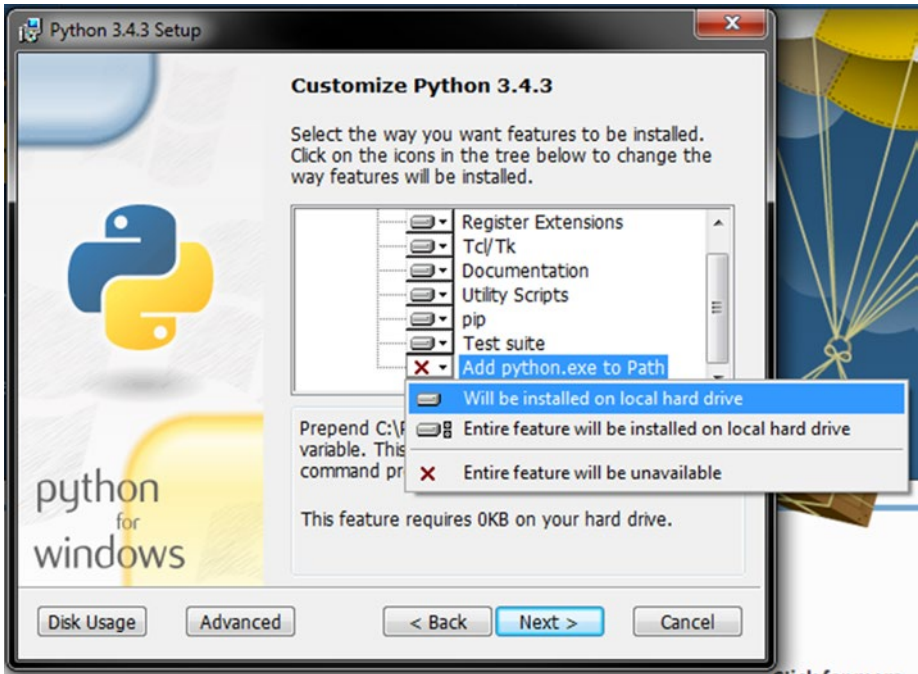 Python 3.4.3 Setup
Customize Python 3.4.3
Select the way you want features to be installed.
Click on the icons in the tree below to change the
way features will be installed.
Register Extensions
Tcl/Tk
Documentation
Utility Scripts
pip
Test suite
Add python.exe to Path
Will be installed on local hard drive
Entire feature will be installed on local hard drive
Entire feature will be unavailable
Prepend C:\
variable. This
command
This feature requires 0KB on your hard drive.
python
for
windows
Disk Usage
Advanced
< Back
Next >
Cancel